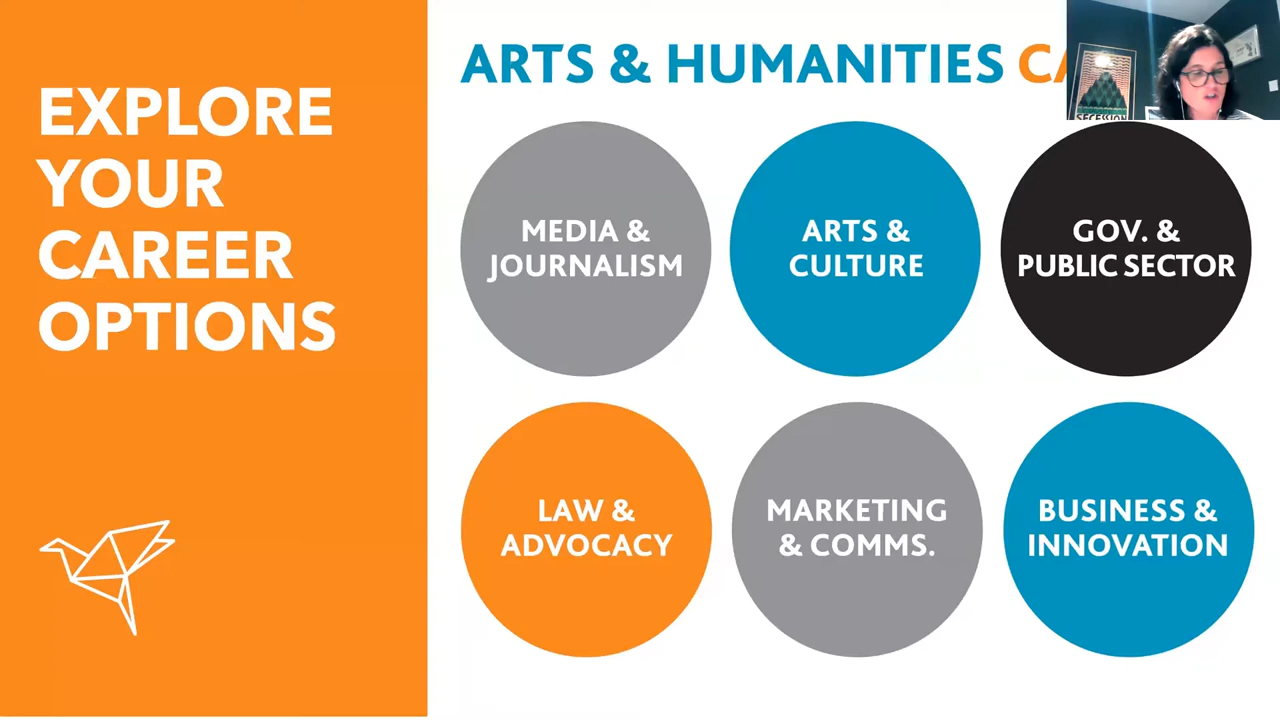 EXPLORE
YOUR
CAREER
OPTIONS
ARTS & HUMANITIES
MEDIA &
JOURNALISM
ARTS &
CULTURE
GOV. &
PUBLIC SECTOR
LAW &
ADVOCACY
MARKETING
& COMMS.
BUSINESS &
INNOVATION
SECESSION